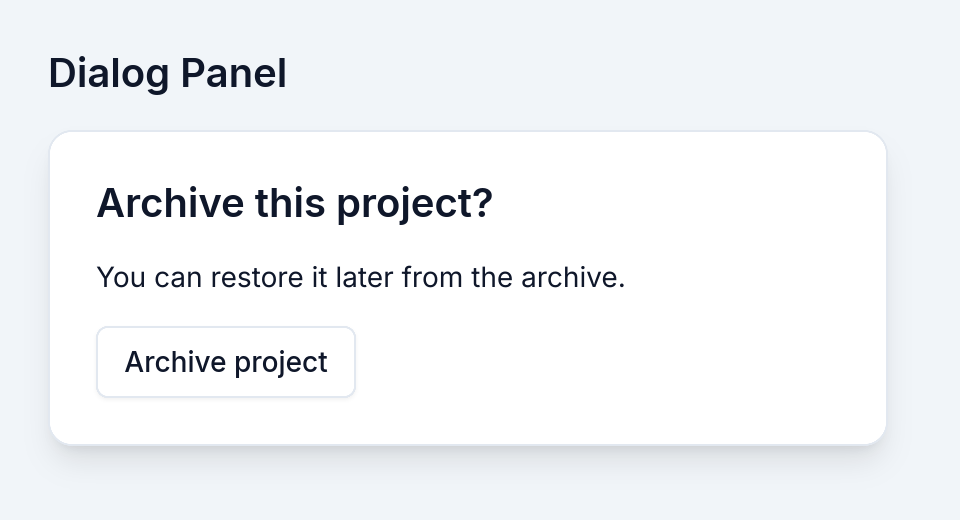 Dialog Panel
Archive this project?
You can restore it later from the archive.
Archive project